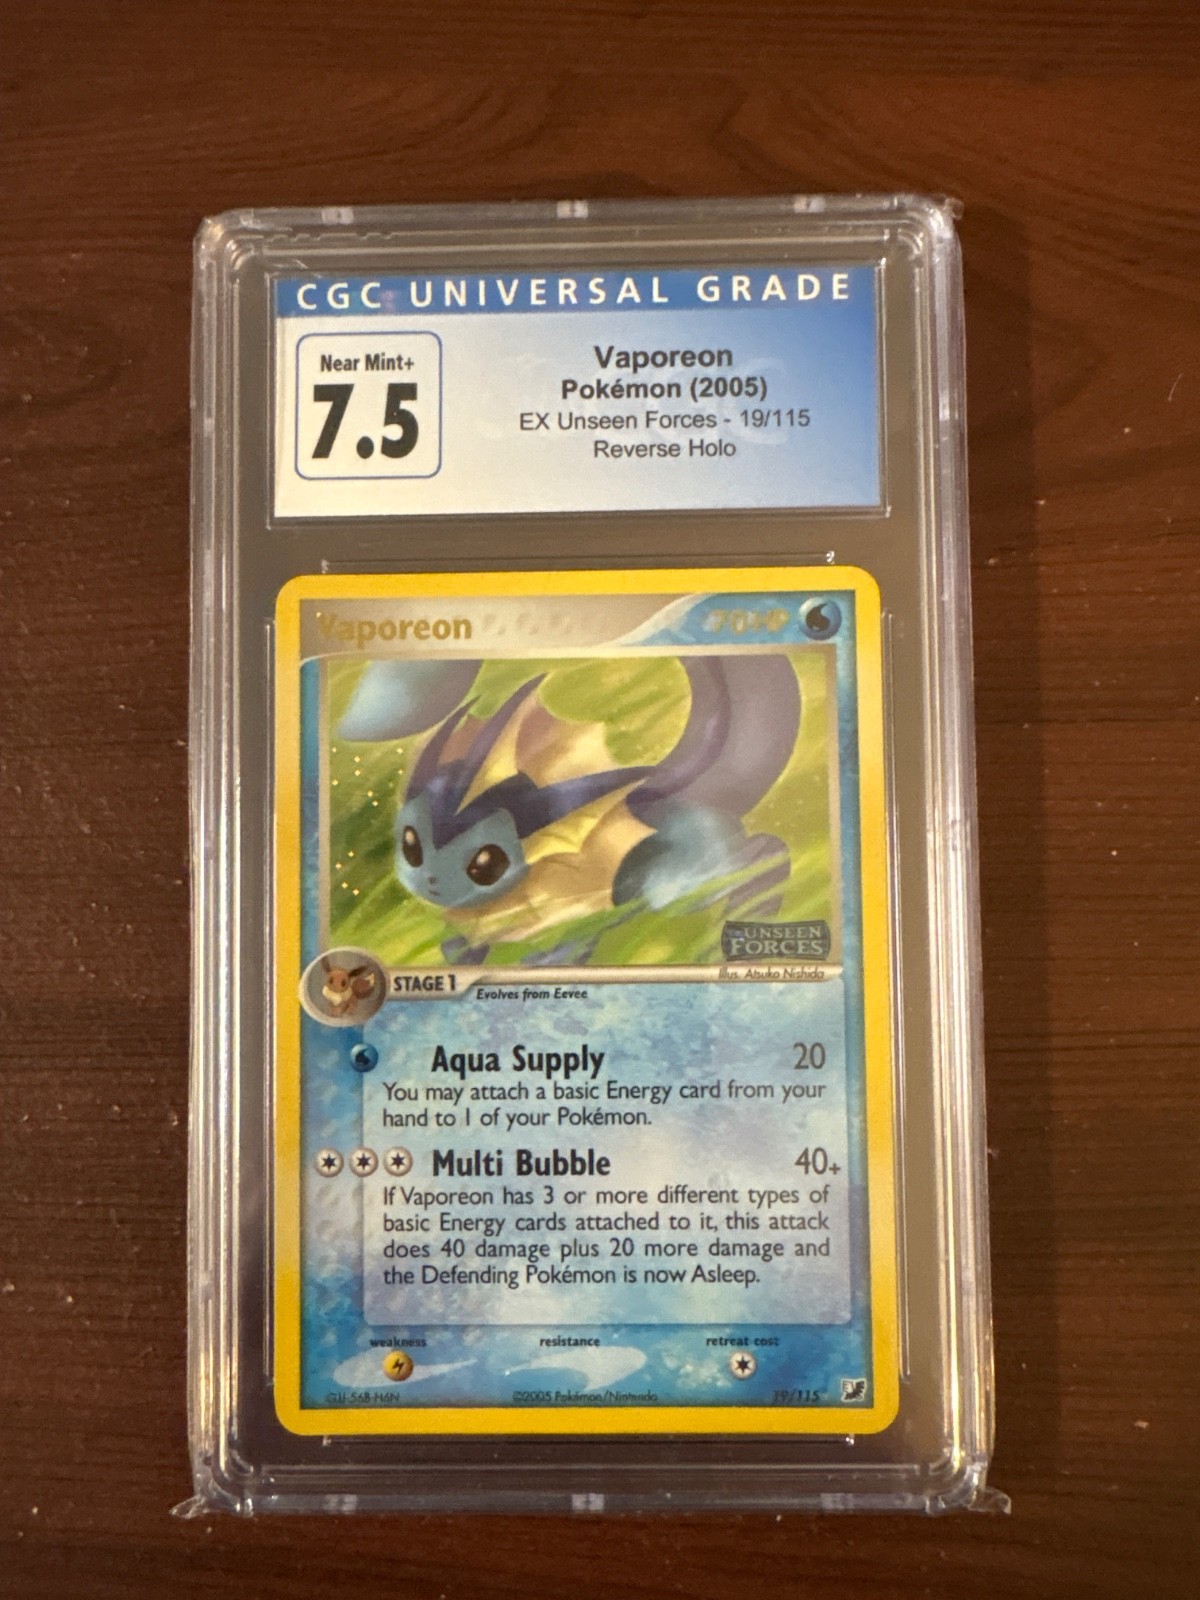 CGC UNIVERSAL GRADE
Near Mint+
7.5
Vaporeon
Pokémon (2005)
EX Unseen Forces - 19/115
Reverse Holo
Vaporeon 70 HP
UNSEEN
FORCES
Illus. Atsuko Nishida
STAGE 1
Evolves from Eevee
Aqua Supply 20
You may attach a basic Energy card from your
hand to 1 of your Pokémon.
Multi Bubble 40+
If Vaporeon has 3 or more different types of
basic Energy cards attached to it, this attack
does 40 damage plus 20 more damage and
the Defending Pokémon is now Asleep.
weakness resistance retreat cost
©2005 Pokémon/Nintendo 19/115